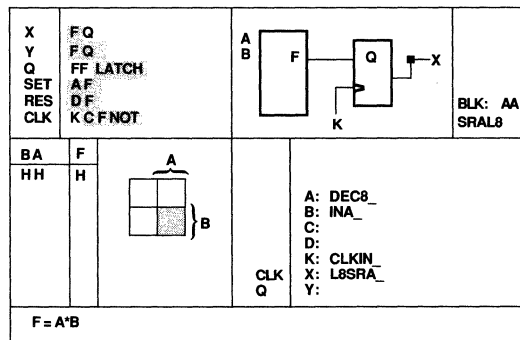 X F Q
Y F Q
Q FF LATCH
SET A F
RES D F
CLK K C F NOT
A
B
F
Q
X
K
BLK: AA
SRAL8
B A F
H H H
A
B
A: DEC8_
B: INA_
C:
D:
K: CLKIN_
CLK X: L8SRA_
Q Y:
F = A*B